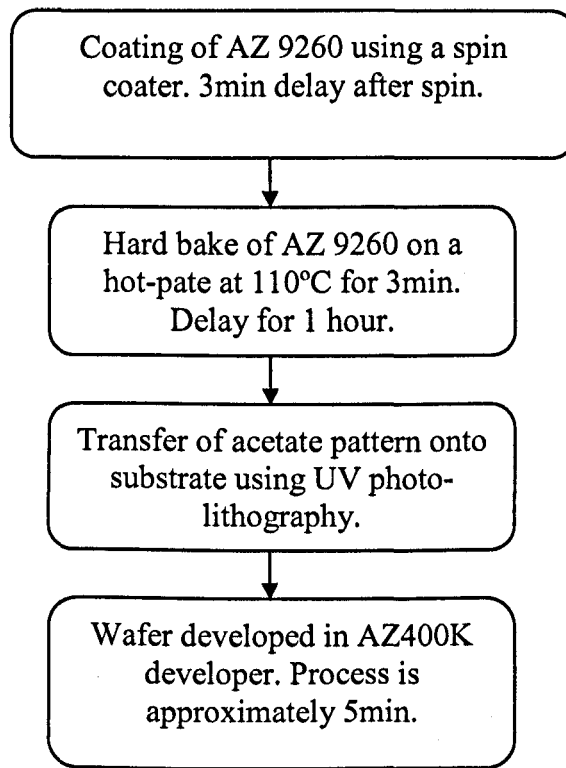 Coating of AZ 9260 using a spin
coater. 3min delay after spin.
Hard bake of AZ 9260 on a
hot-pate at 110ºC for 3min.
Delay for 1 hour.
Transfer of acetate pattern onto
substrate using UV photo-
lithography.
Wafer developed in AZ400K
developer. Process is
approximately 5min.